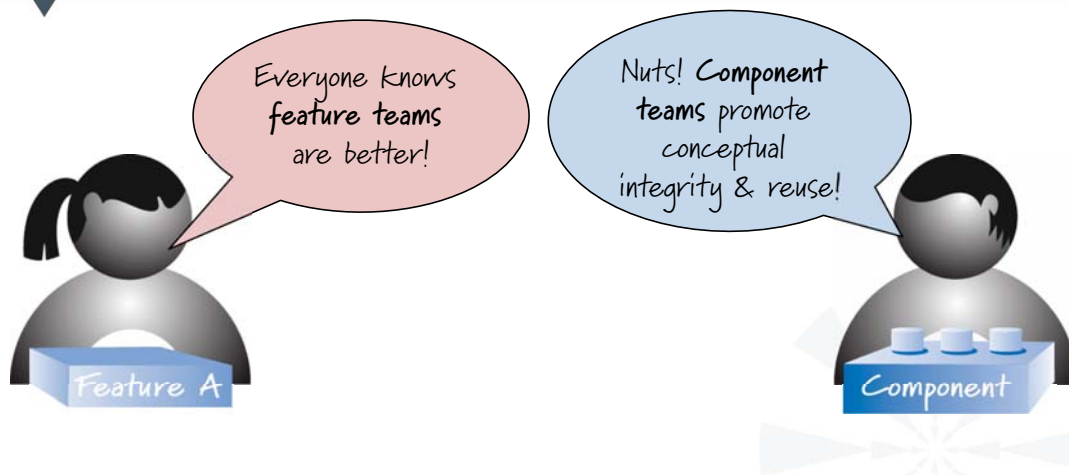 Everyone knows
feature teams
are better!
Nuts! Component
teams promote
conceptual
integrity & reuse!
Feature A
Component